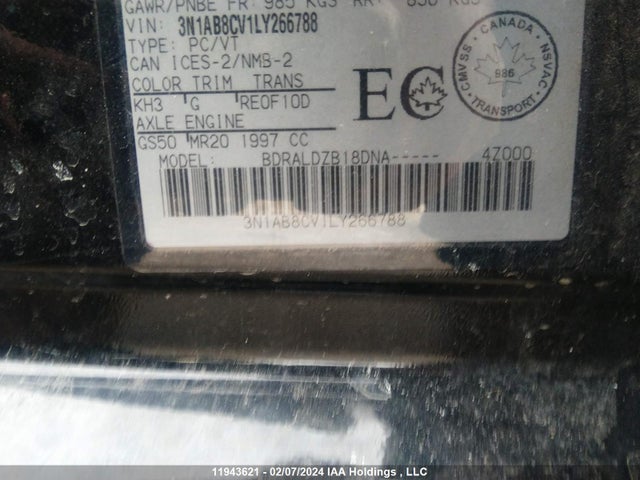 GAWR/PNBE FR: 985 KGS RR: 850 KGS
VIN: 3N1AB8CV1LY266788
TYPE: PC/VT
CAN ICES-2/NMB-2
COLOR TRIM TRANS
KH3 G RE0F10D
AXLE ENGINE
GS50 MR20 1997 CC
MODEL: BDRALDZB18DNA----- 4Z000
3N1AB8CV1LY266788
EC
CMVSS - CANADA - NSVAC
986
TRANSPORT
11943621 - 02/07/2024 IAA Holdings , LLC